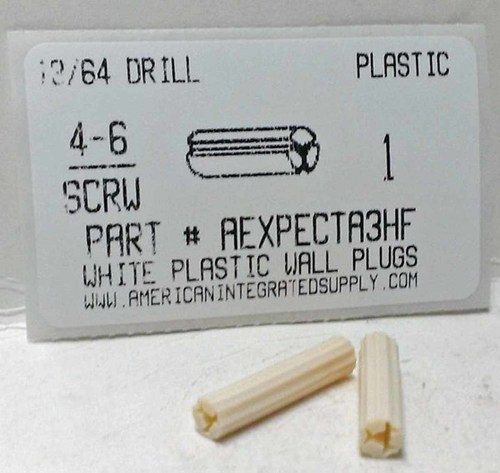 13/64 DRILL PLASTIC
4-6 1
SCRW
PART # AEXPECTA3HF
WHITE PLASTIC WALL PLUGS
WWW.AMERICANINTEGRATEDSUPPLY.COM